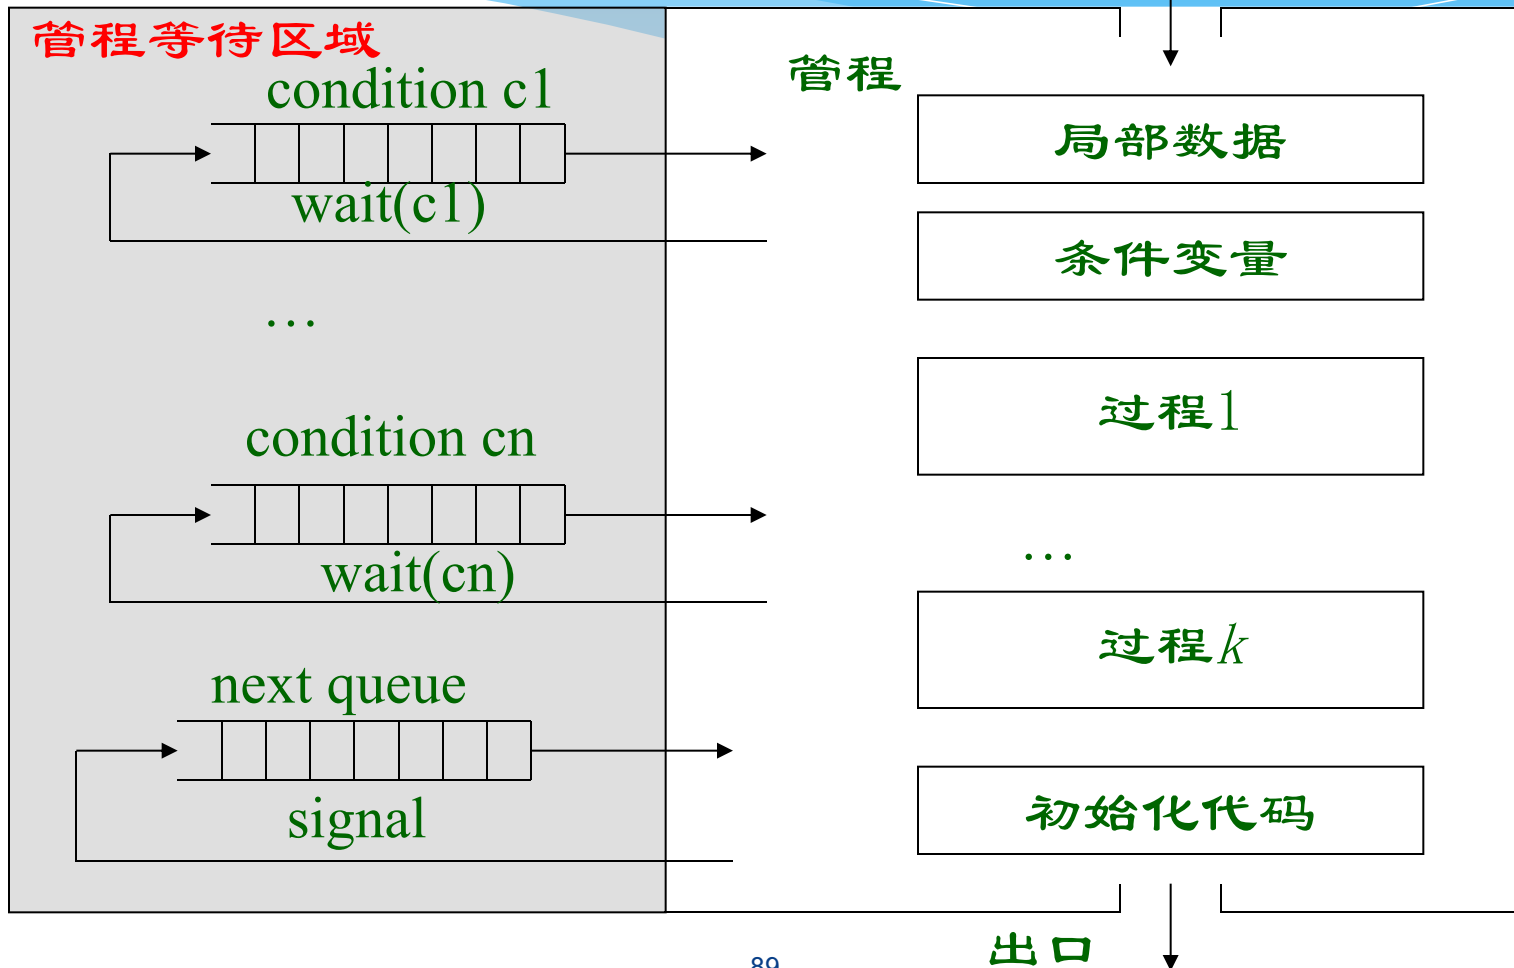 管程等待区域
condition c1
wait(c1)
…
condition cn
wait(cn)
next queue
signal
管程
局部数据
条件变量
过程1
…
过程k
初始化代码
出口
89